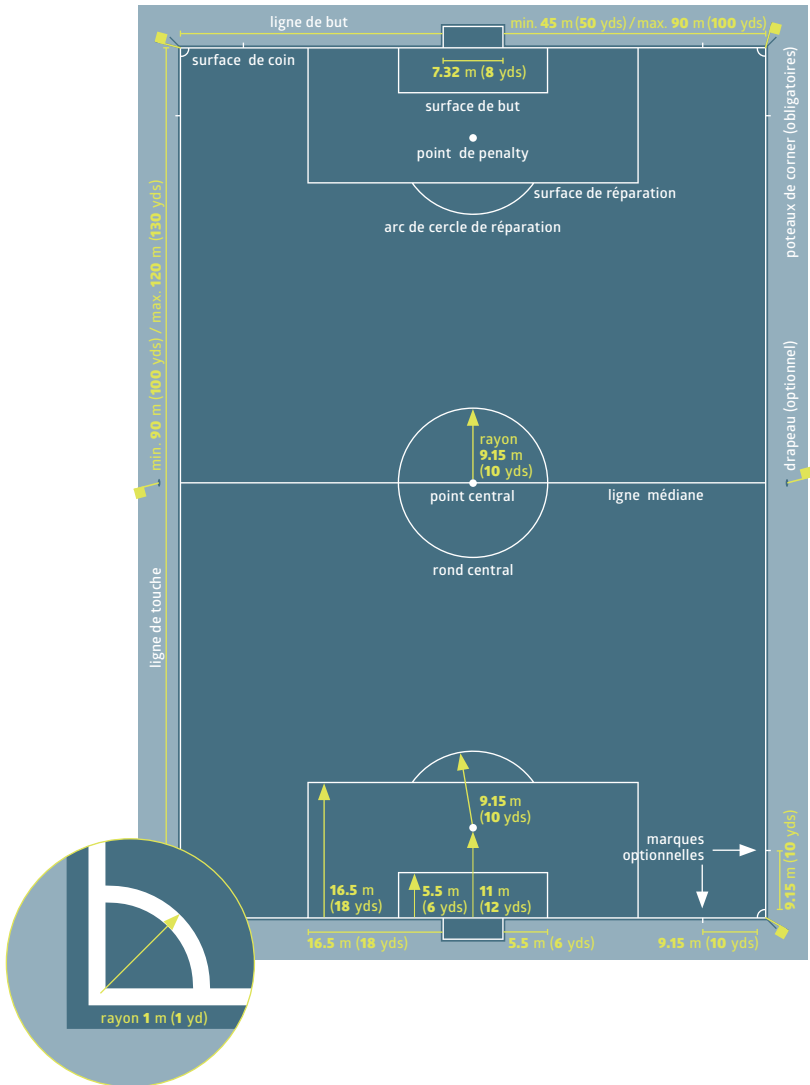 ligne de but
min. 45 m (50 yds) / max. 90 m (100 yds)
surface de coin
7.32 m (8 yds)
surface de but
point de penalty
surface de réparation
arc de cercle de réparation
poteaux de corner (obligatoires)
min. 90 m (100 yds) / max. 120 m (130 yds)
drapeau (optionnel)
rayon
9.15 m
(10 yds)
point central
ligne médiane
rond central
ligne de touche
9.15 m
(10 yds)
marques
optionnelles
9.15 m (10 yds)
16.5 m
(18 yds)
5.5 m
(6 yds)
11 m
(12 yds)
16.5 m (18 yds)
5.5 m (6 yds)
9.15 m (10 yds)
rayon 1 m (1 yd)